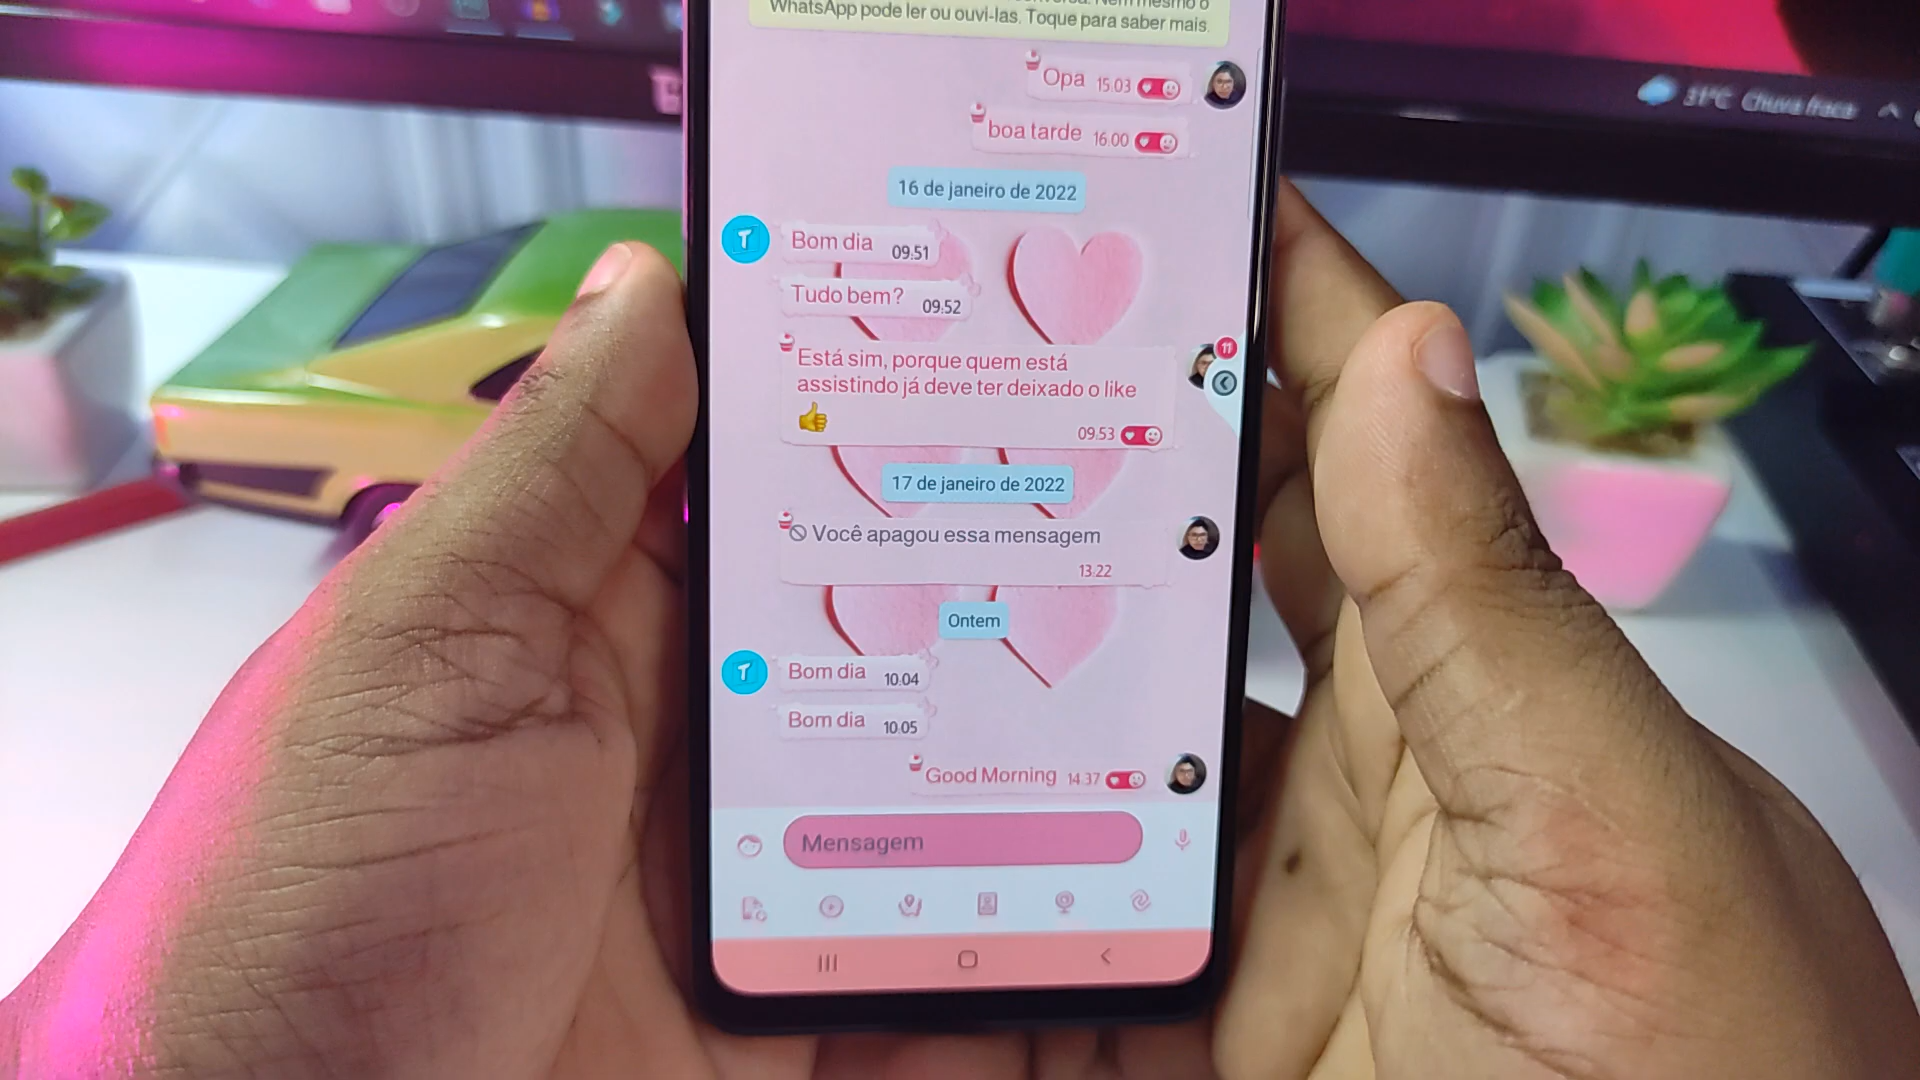 WhatsApp pode ler ou ouvi-las. Toque para saber mais.
Opa 15:03
boa tarde 16:00
16 de janeiro de 2022
T
Bom dia 09:51
Tudo bem? 09:52
Está sim, porque quem está
assistindo já deve ter deixado o like
👍
09:53
11
17 de janeiro de 2022
Você apagou essa mensagem
13:22
Ontem
T
Bom dia 10:04
Bom dia 10:05
Good Morning 14:37
Mensagem
31°C Chuva fraca